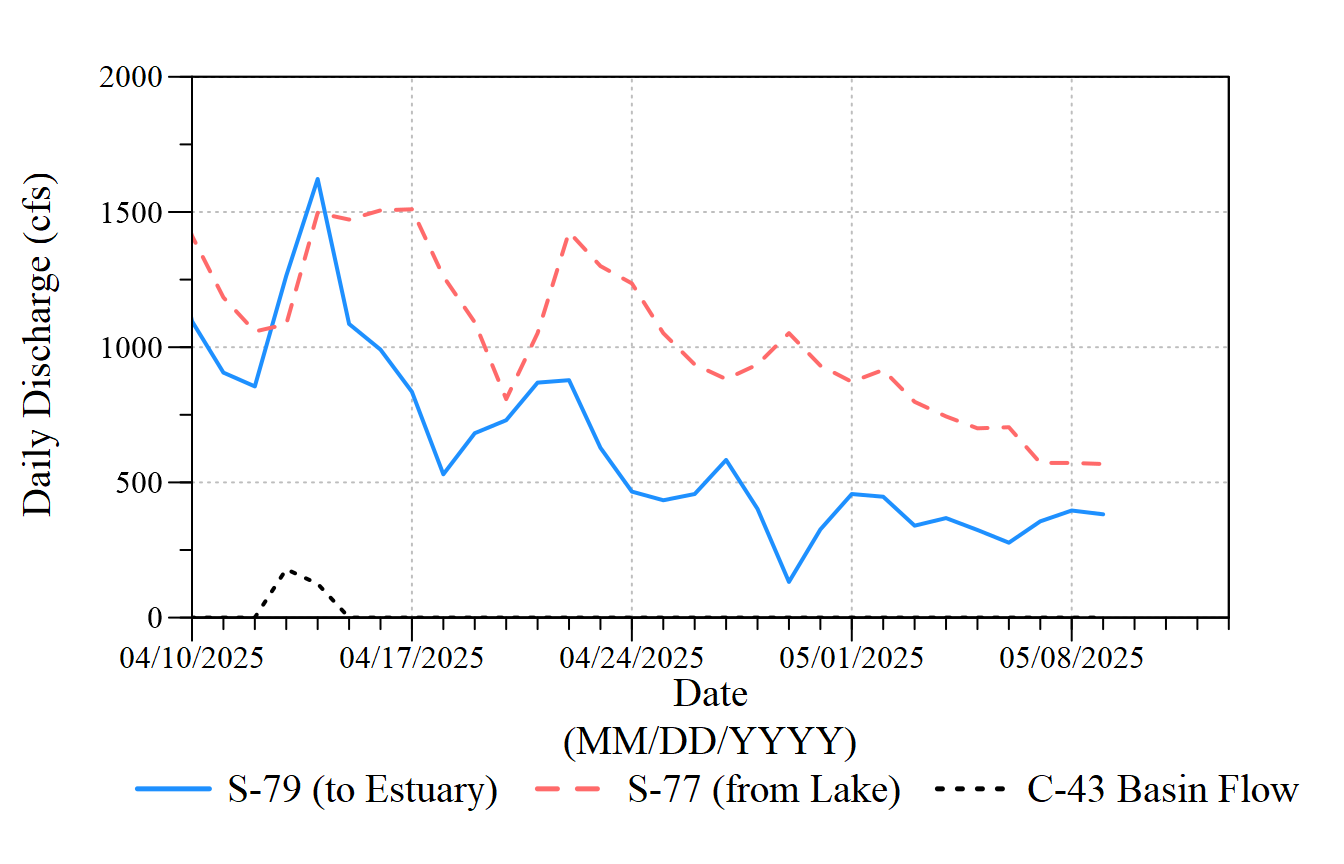 2000
1500
1000
500
0
Daily Discharge (cfs)
04/10/2025 04/17/2025 04/24/2025 05/01/2025 05/08/2025
Date
(MM/DD/YYYY)
S-79 (to Estuary) S-77 (from Lake) C-43 Basin Flow